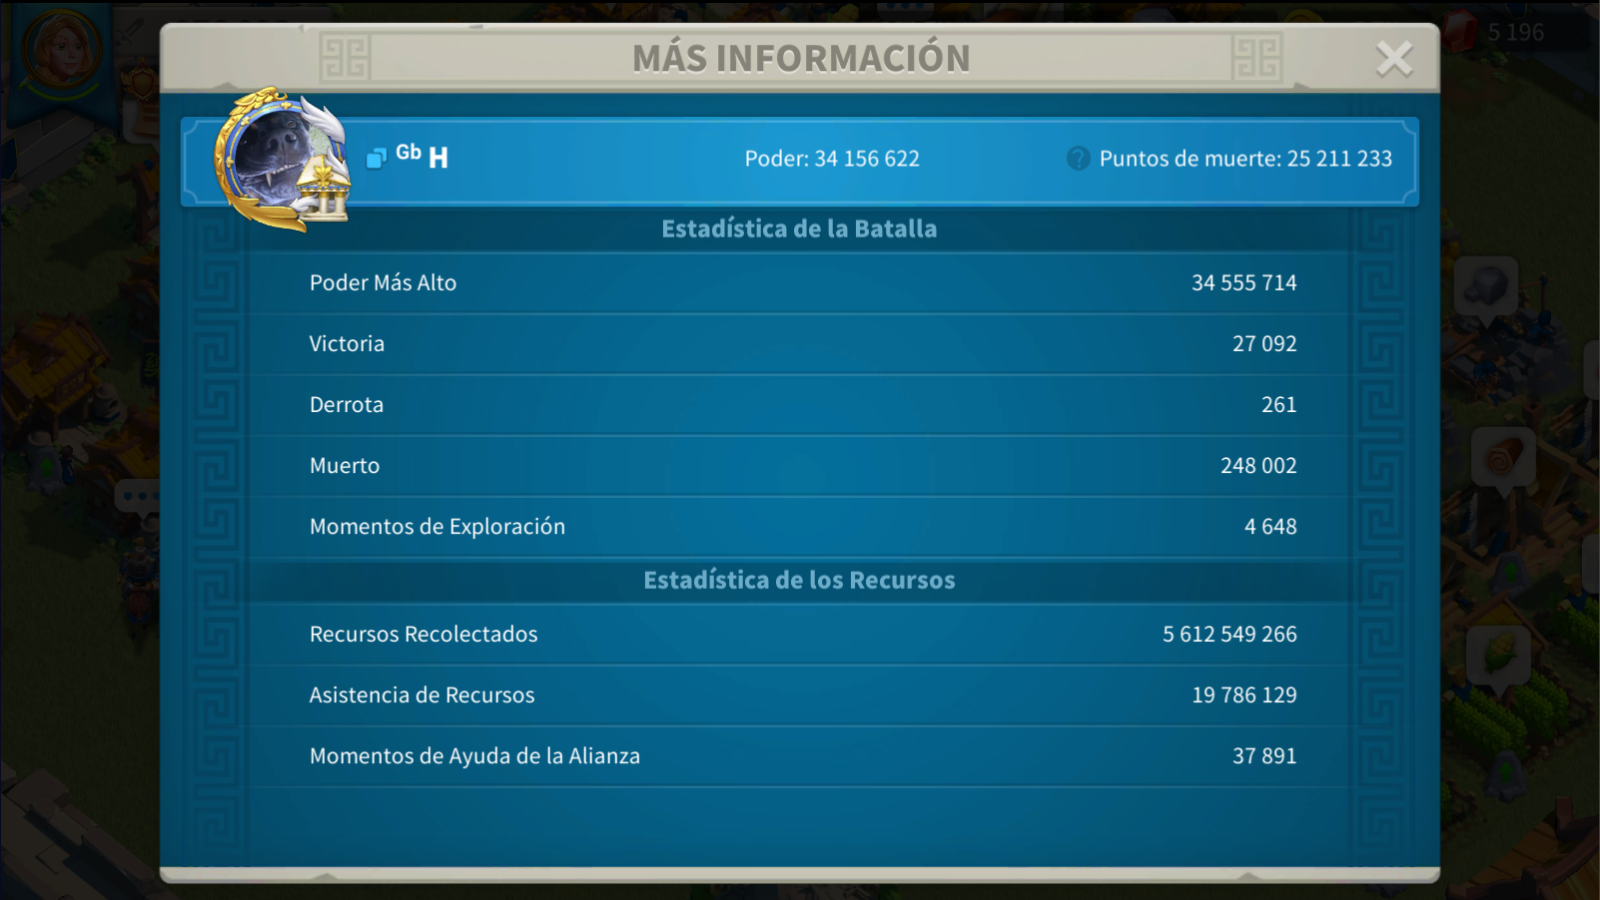 5 196
MÁS INFORMACIÓN
Gb H
Poder: 34 156 622
? Puntos de muerte: 25 211 233
Estadística de la Batalla
Poder Más Alto 34 555 714
Victoria 27 092
Derrota 261
Muerto 248 002
Momentos de Exploración 4 648
Estadística de los Recursos
Recursos Recolectados 5 612 549 266
Asistencia de Recursos 19 786 129
Momentos de Ayuda de la Alianza 37 891